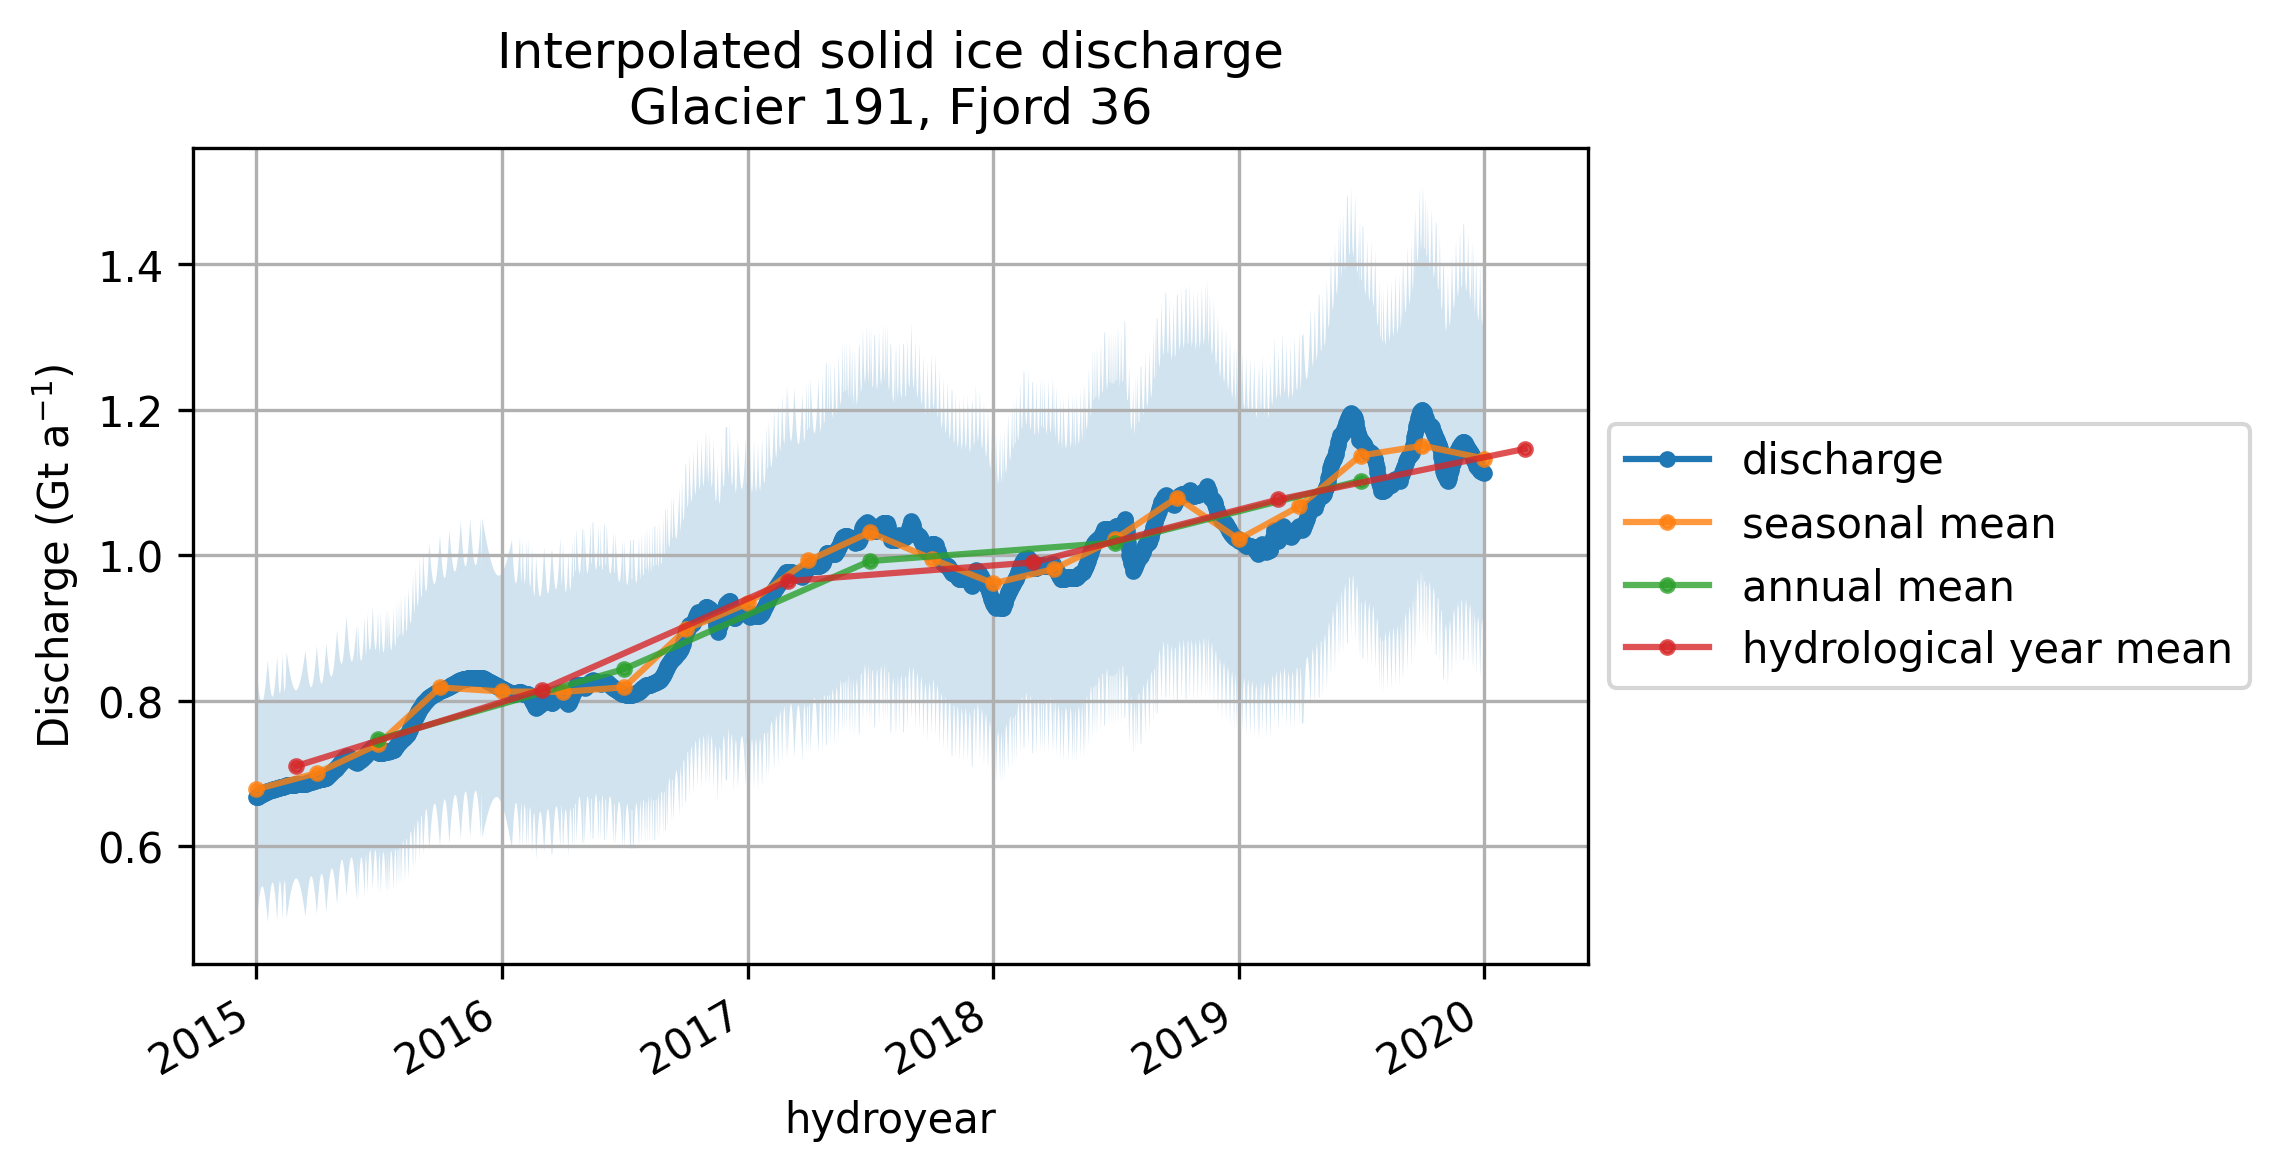 Interpolated solid ice discharge
Glacier 191, Fjord 36
Discharge (Gt a⁻¹)
1.4
1.2
1.0
0.8
0.6
2015
2016
2017
2018
2019
2020
hydroyear
discharge
seasonal mean
annual mean
hydrological year mean